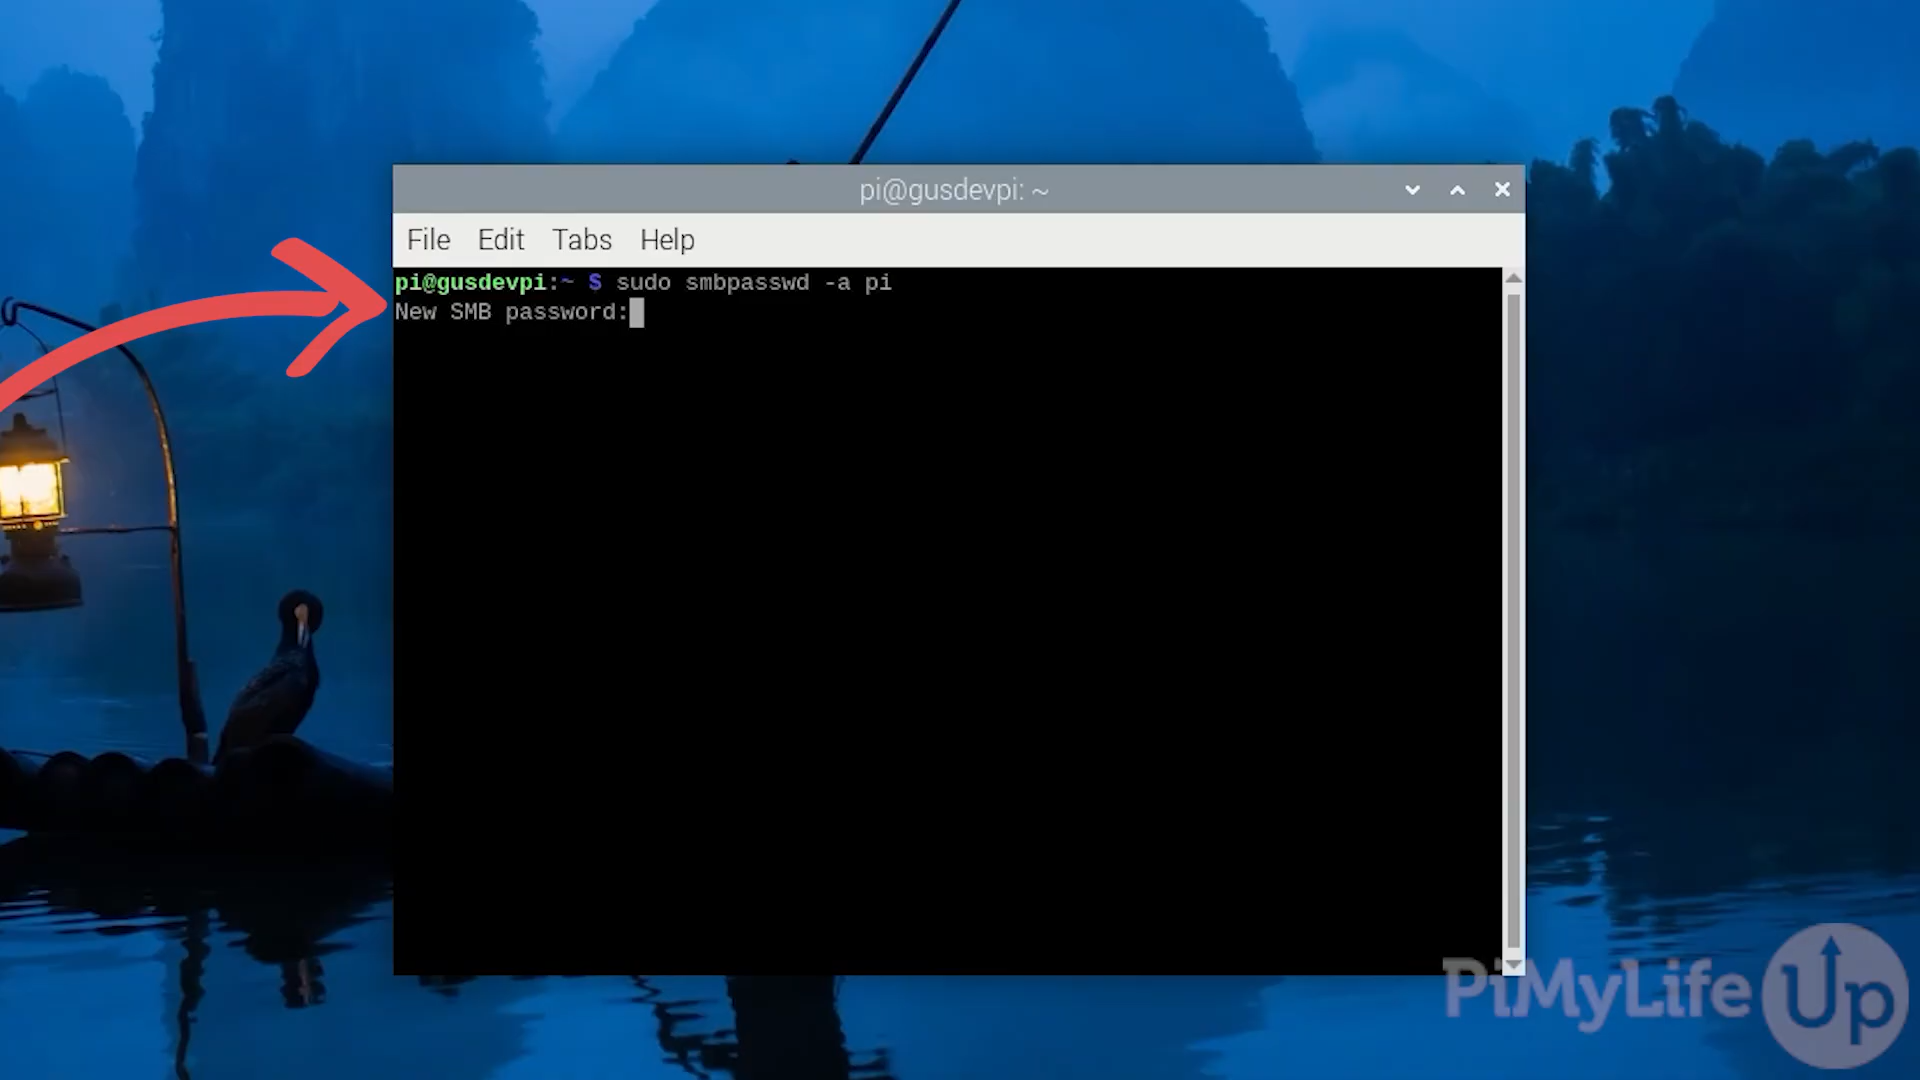 pi@gusdevpi: ~
File Edit Tabs Help
pi@gusdevpi:~ $ sudo smbpasswd -a pi
New SMB password:
PiMyLifeUp